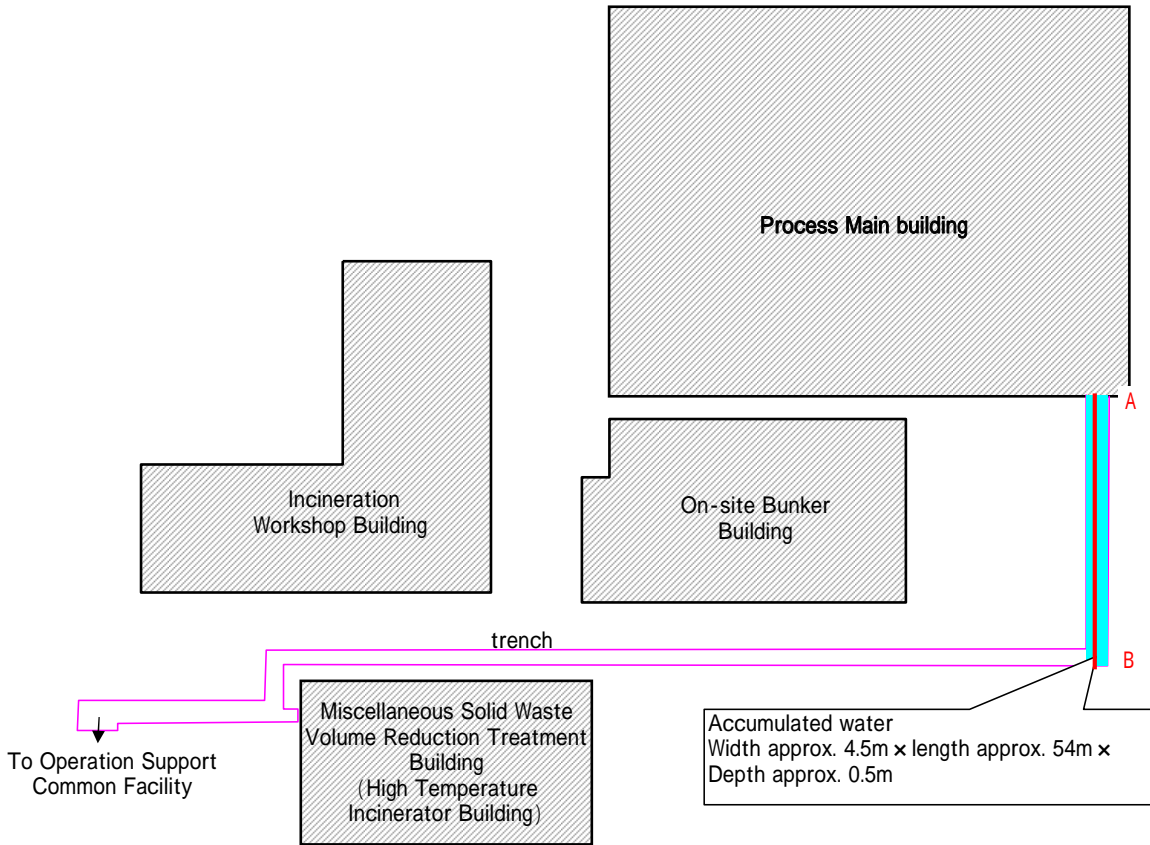 Process Main building
A
Incineration
Workshop Building
On-site Bunker
Building
trench
B
Miscellaneous Solid Waste
Volume Reduction Treatment
Building
(High Temperature
Incinerator Building)
To Operation Support
Common Facility
Accumulated water
Width approx. 4.5m × length approx. 54m ×
Depth approx. 0.5m